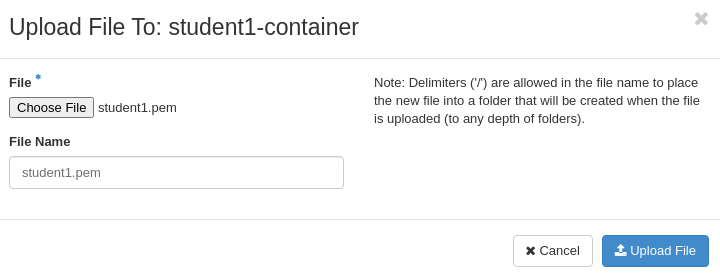 Upload File To: student1-container
✖
File *
Choose File student1.pem
File Name
student1.pem
Note: Delimiters ('/') are allowed in the file name to place
the new file into a folder that will be created when the file
is uploaded (to any depth of folders).
✖ Cancel
Upload File